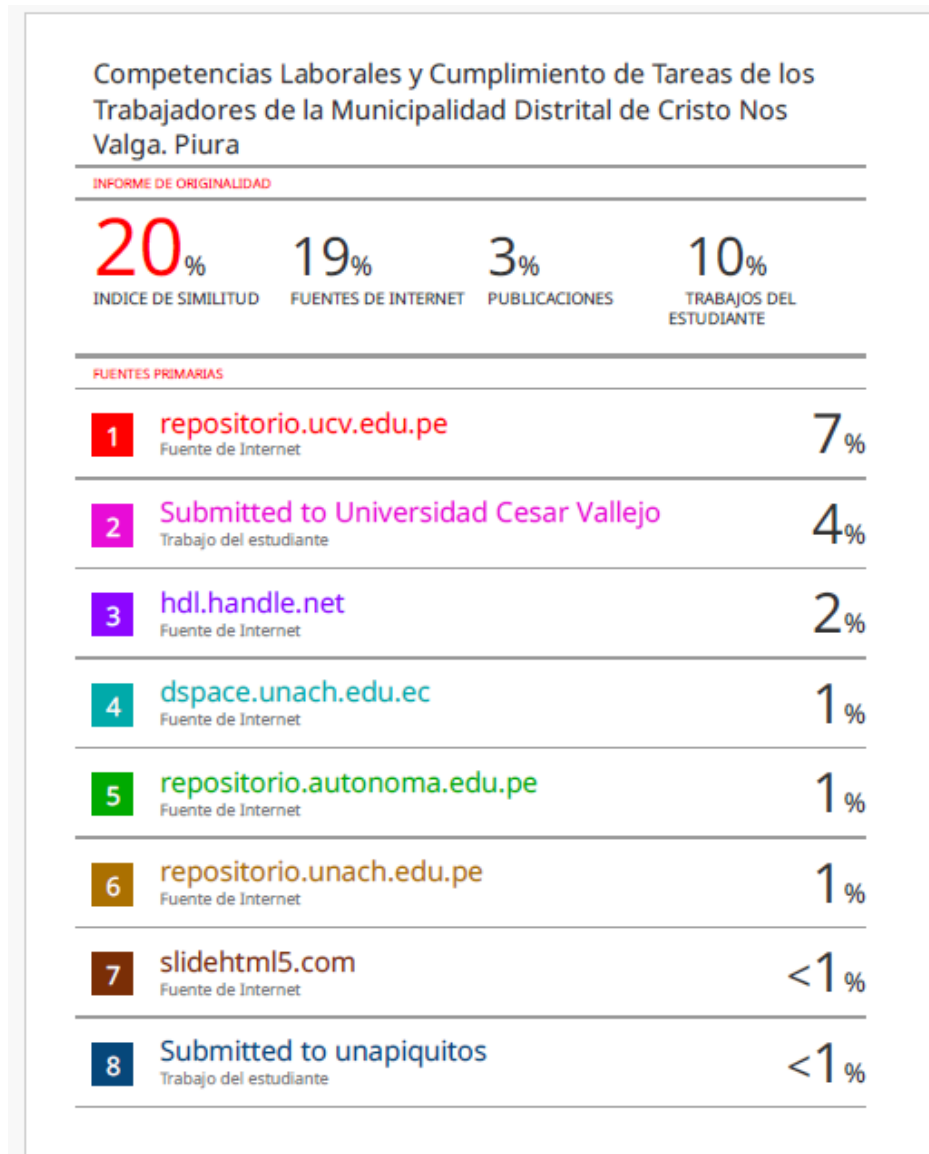 Competencias Laborales y Cumplimiento de Tareas de los
Trabajadores de la Municipalidad Distrital de Cristo Nos
Valga. Piura
INFORME DE ORIGINALIDAD
20% 19% 3% 10%
INDICE DE SIMILITUD FUENTES DE INTERNET PUBLICACIONES TRABAJOS DEL
ESTUDIANTE
FUENTES PRIMARIAS
1 repositorio.ucv.edu.pe 7%
Fuente de Internet
2 Submitted to Universidad Cesar Vallejo 4%
Trabajo del estudiante
3 hdl.handle.net 2%
Fuente de Internet
4 dspace.unach.edu.ec 1%
Fuente de Internet
5 repositorio.autonoma.edu.pe 1%
Fuente de Internet
6 repositorio.unach.edu.pe 1%
Fuente de Internet
7 slidehtml5.com <1%
Fuente de Internet
8 Submitted to unapiquitos <1%
Trabajo del estudiante